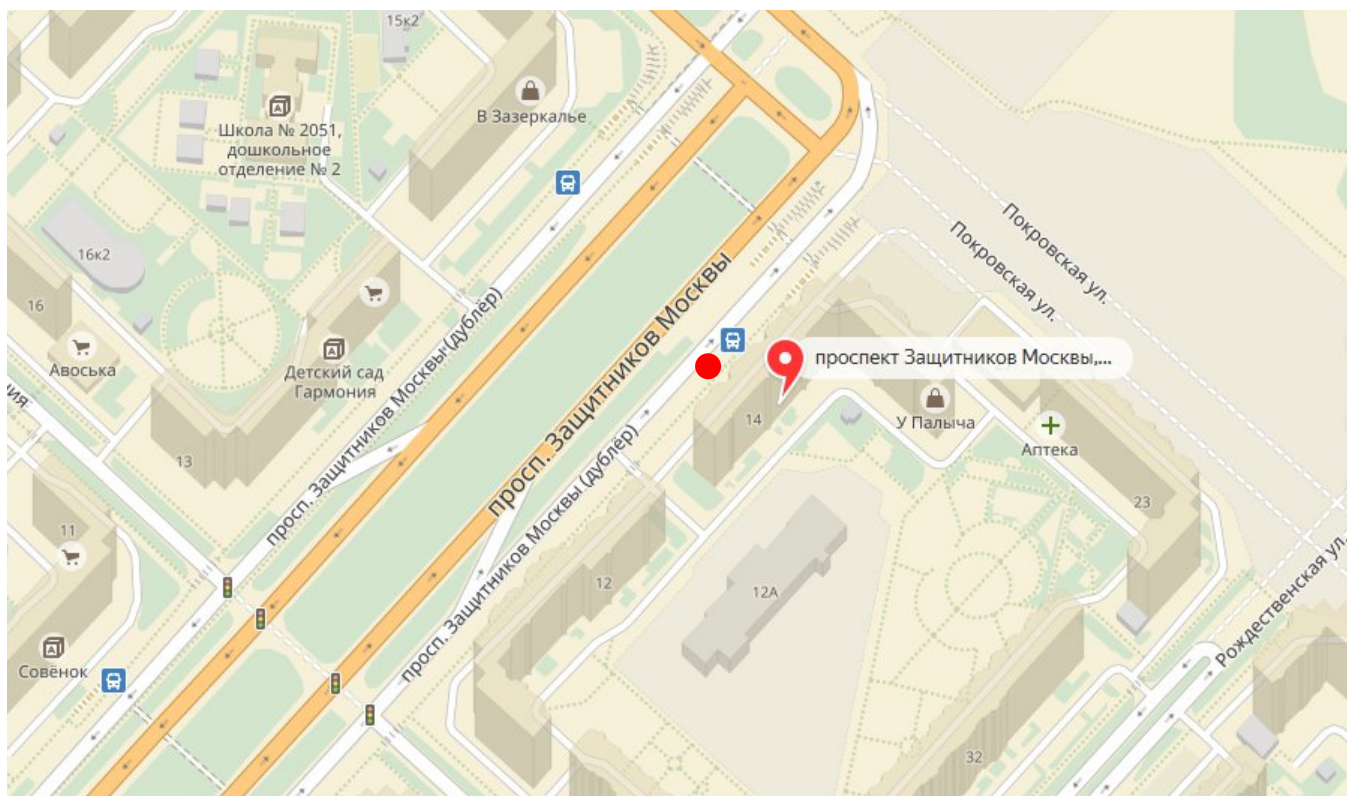 15к2
В Зазеркалье
Школа № 2051,
дошкольное
отделение № 2
16к2
16
Авоська
Детский сад
Гармония
13
11
Совёнок
просп. Защитников Москвы (дублёр)
просп. Защитников Москвы
просп. Защитников Москвы (дублёр)
Покровская ул.
Покровская ул.
проспект Защитников Москвы,...
14
У Палыча
Аптека
23
12
12А
32
Рождественская ул.